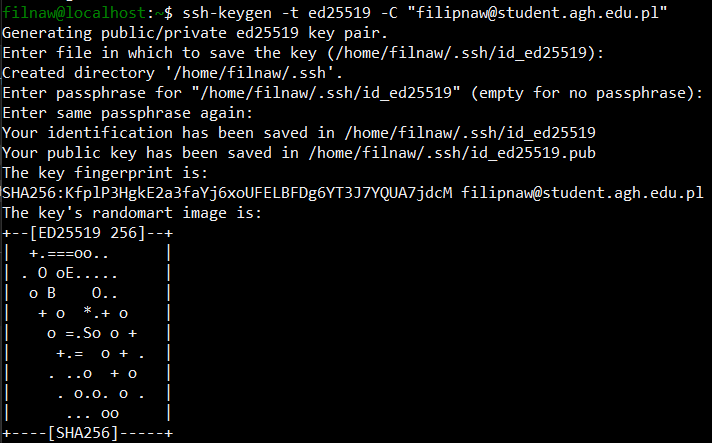 filnaw@localhost:~$ ssh-keygen -t ed25519 -C "filipnaw@student.agh.edu.pl"
Generating public/private ed25519 key pair.
Enter file in which to save the key (/home/filnaw/.ssh/id_ed25519):
Created directory '/home/filnaw/.ssh'.
Enter passphrase for "/home/filnaw/.ssh/id_ed25519" (empty for no passphrase):
Enter same passphrase again:
Your identification has been saved in /home/filnaw/.ssh/id_ed25519
Your public key has been saved in /home/filnaw/.ssh/id_ed25519.pub
The key fingerprint is:
SHA256:KfplP3HgkE2a3faYj6xoUFELBFDg6YT3J7YQUA7jdcM filipnaw@student.agh.edu.pl
The key's randomart image is:
+--[ED25519 256]--+
|  +.===oo..      |
| . O oE.....     |
|  o B    O..     |
|   + o  *.+ o    |
|    o =.So o +   |
|     +.=  o + .  |
|    . ..o  + o   |
|     . o.o. o .  |
|      ... oo     |
+----[SHA256]-----+